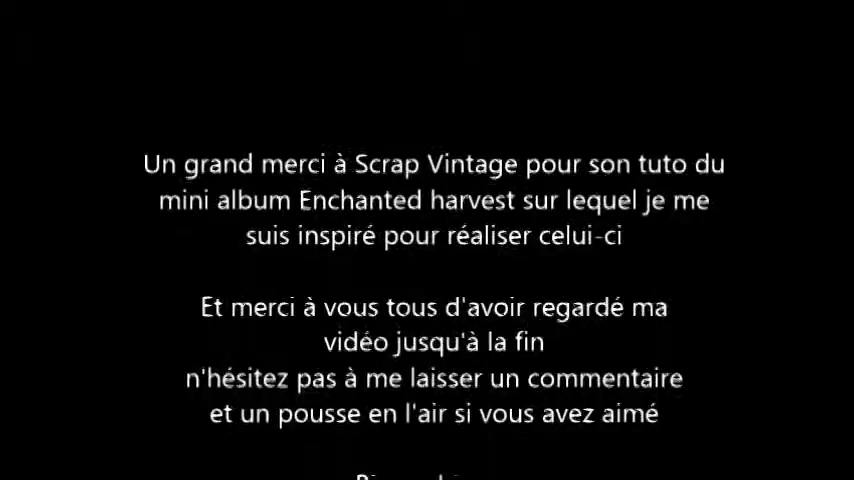 Un grand merci à Scrap Vintage pour son tuto du
mini album Enchanted harvest sur lequel je me
suis inspiré pour réaliser celui-ci
Et merci à vous tous d'avoir regardé ma
vidéo jusqu'à la fin
n'hésitez pas à me laisser un commentaire
et un pousse en l'air si vous avez aimé